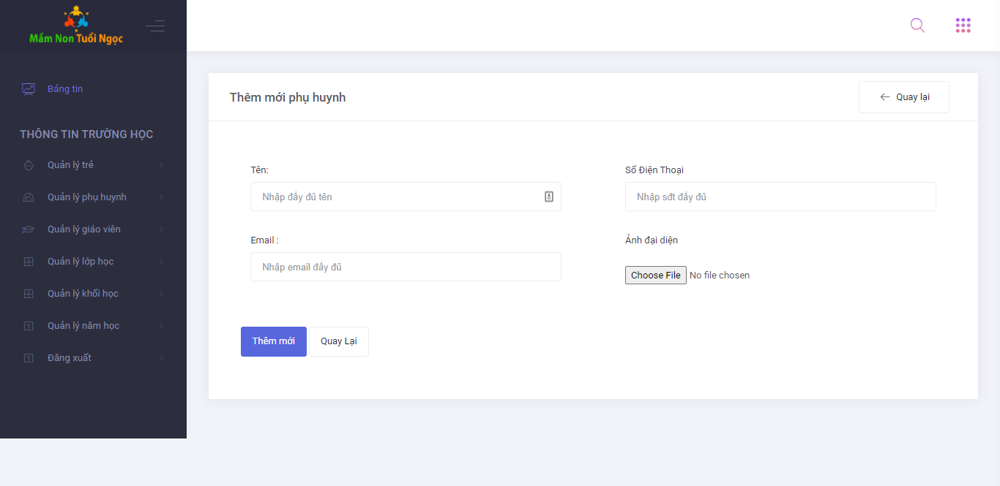 Mầm Non Tuổi Ngọc
Bảng tin
THÔNG TIN TRƯỜNG HỌC
Quản lý trẻ
Quản lý phụ huynh
Quản lý giáo viên
Quản lý lớp học
Quản lý khối học
Quản lý năm học
Đăng xuất
Thêm mới phụ huynh
Quay lại
Tên:
Nhập đầy đủ tên
Số Điện Thoại
Nhập sđt đầy đủ
Email :
Nhập email đầy đủ
Ảnh đại diện
Choose File No file chosen
Thêm mới
Quay Lại